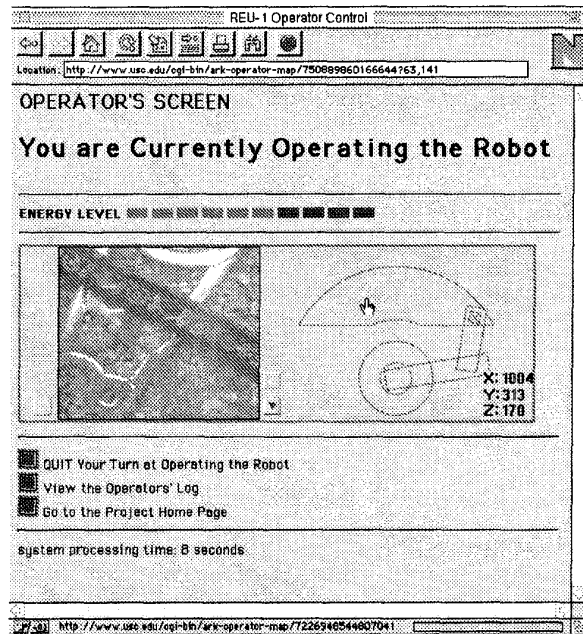 REU-1 Operator Control
Location: http://www.usc.edu/cgi-bin/ark-operator-map/750889860166644?63,141
OPERATOR'S SCREEN
You are Currently Operating the Robot
ENERGY LEVEL
X: 1004
Y: 313
Z: 170
QUIT Your Turn at Operating the Robot
View the Operators' Log
Go to the Project Home Page
system processing time: 8 seconds
http://www.usc.edu/cgi-bin/ark-operator-map/7226948544807041